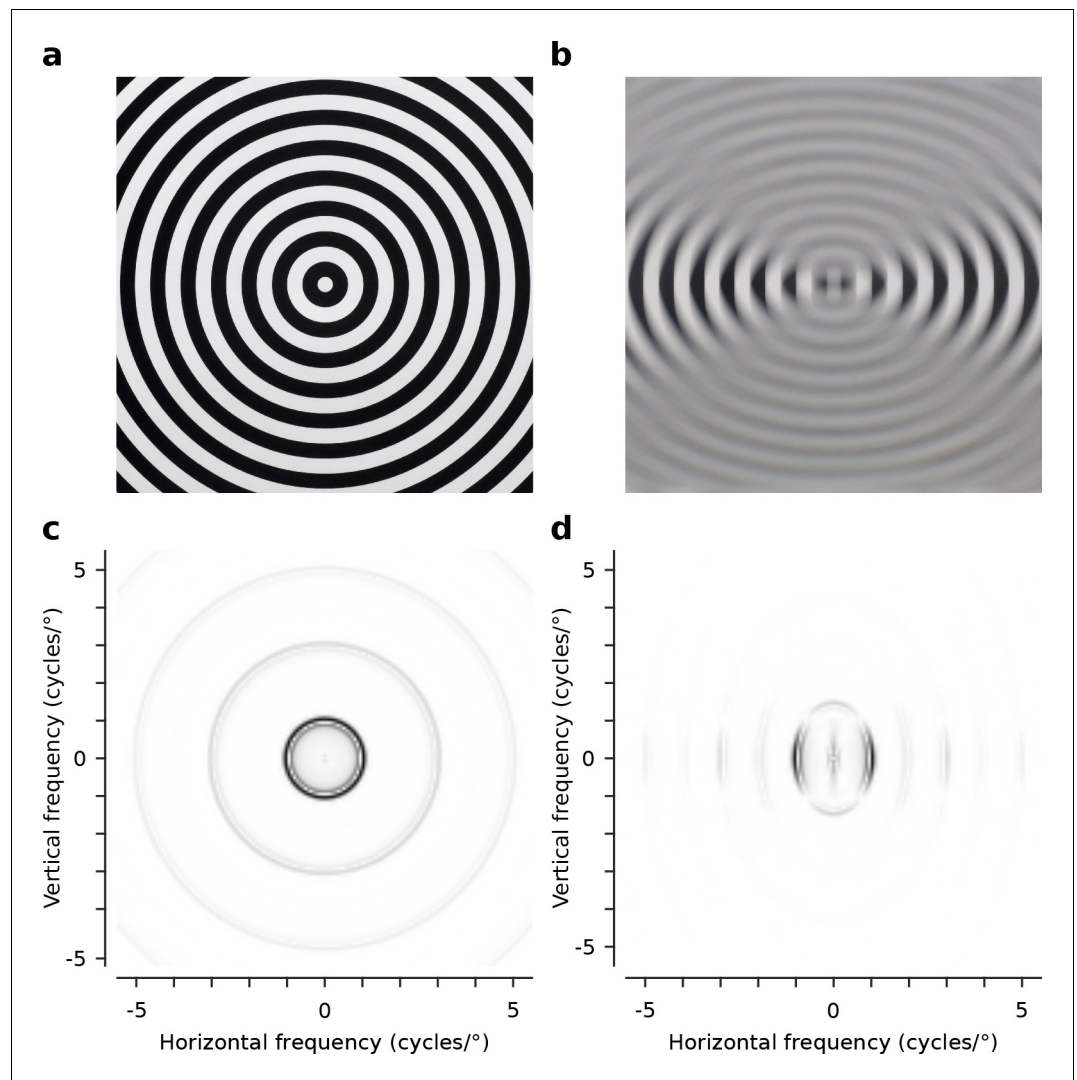 a b
c d
5 5
0 0
-5 -5
Vertical frequency (cycles/°) Vertical frequency (cycles/°)
-5 0 5 -5 0 5
Horizontal frequency (cycles/°) Horizontal frequency (cycles/°)